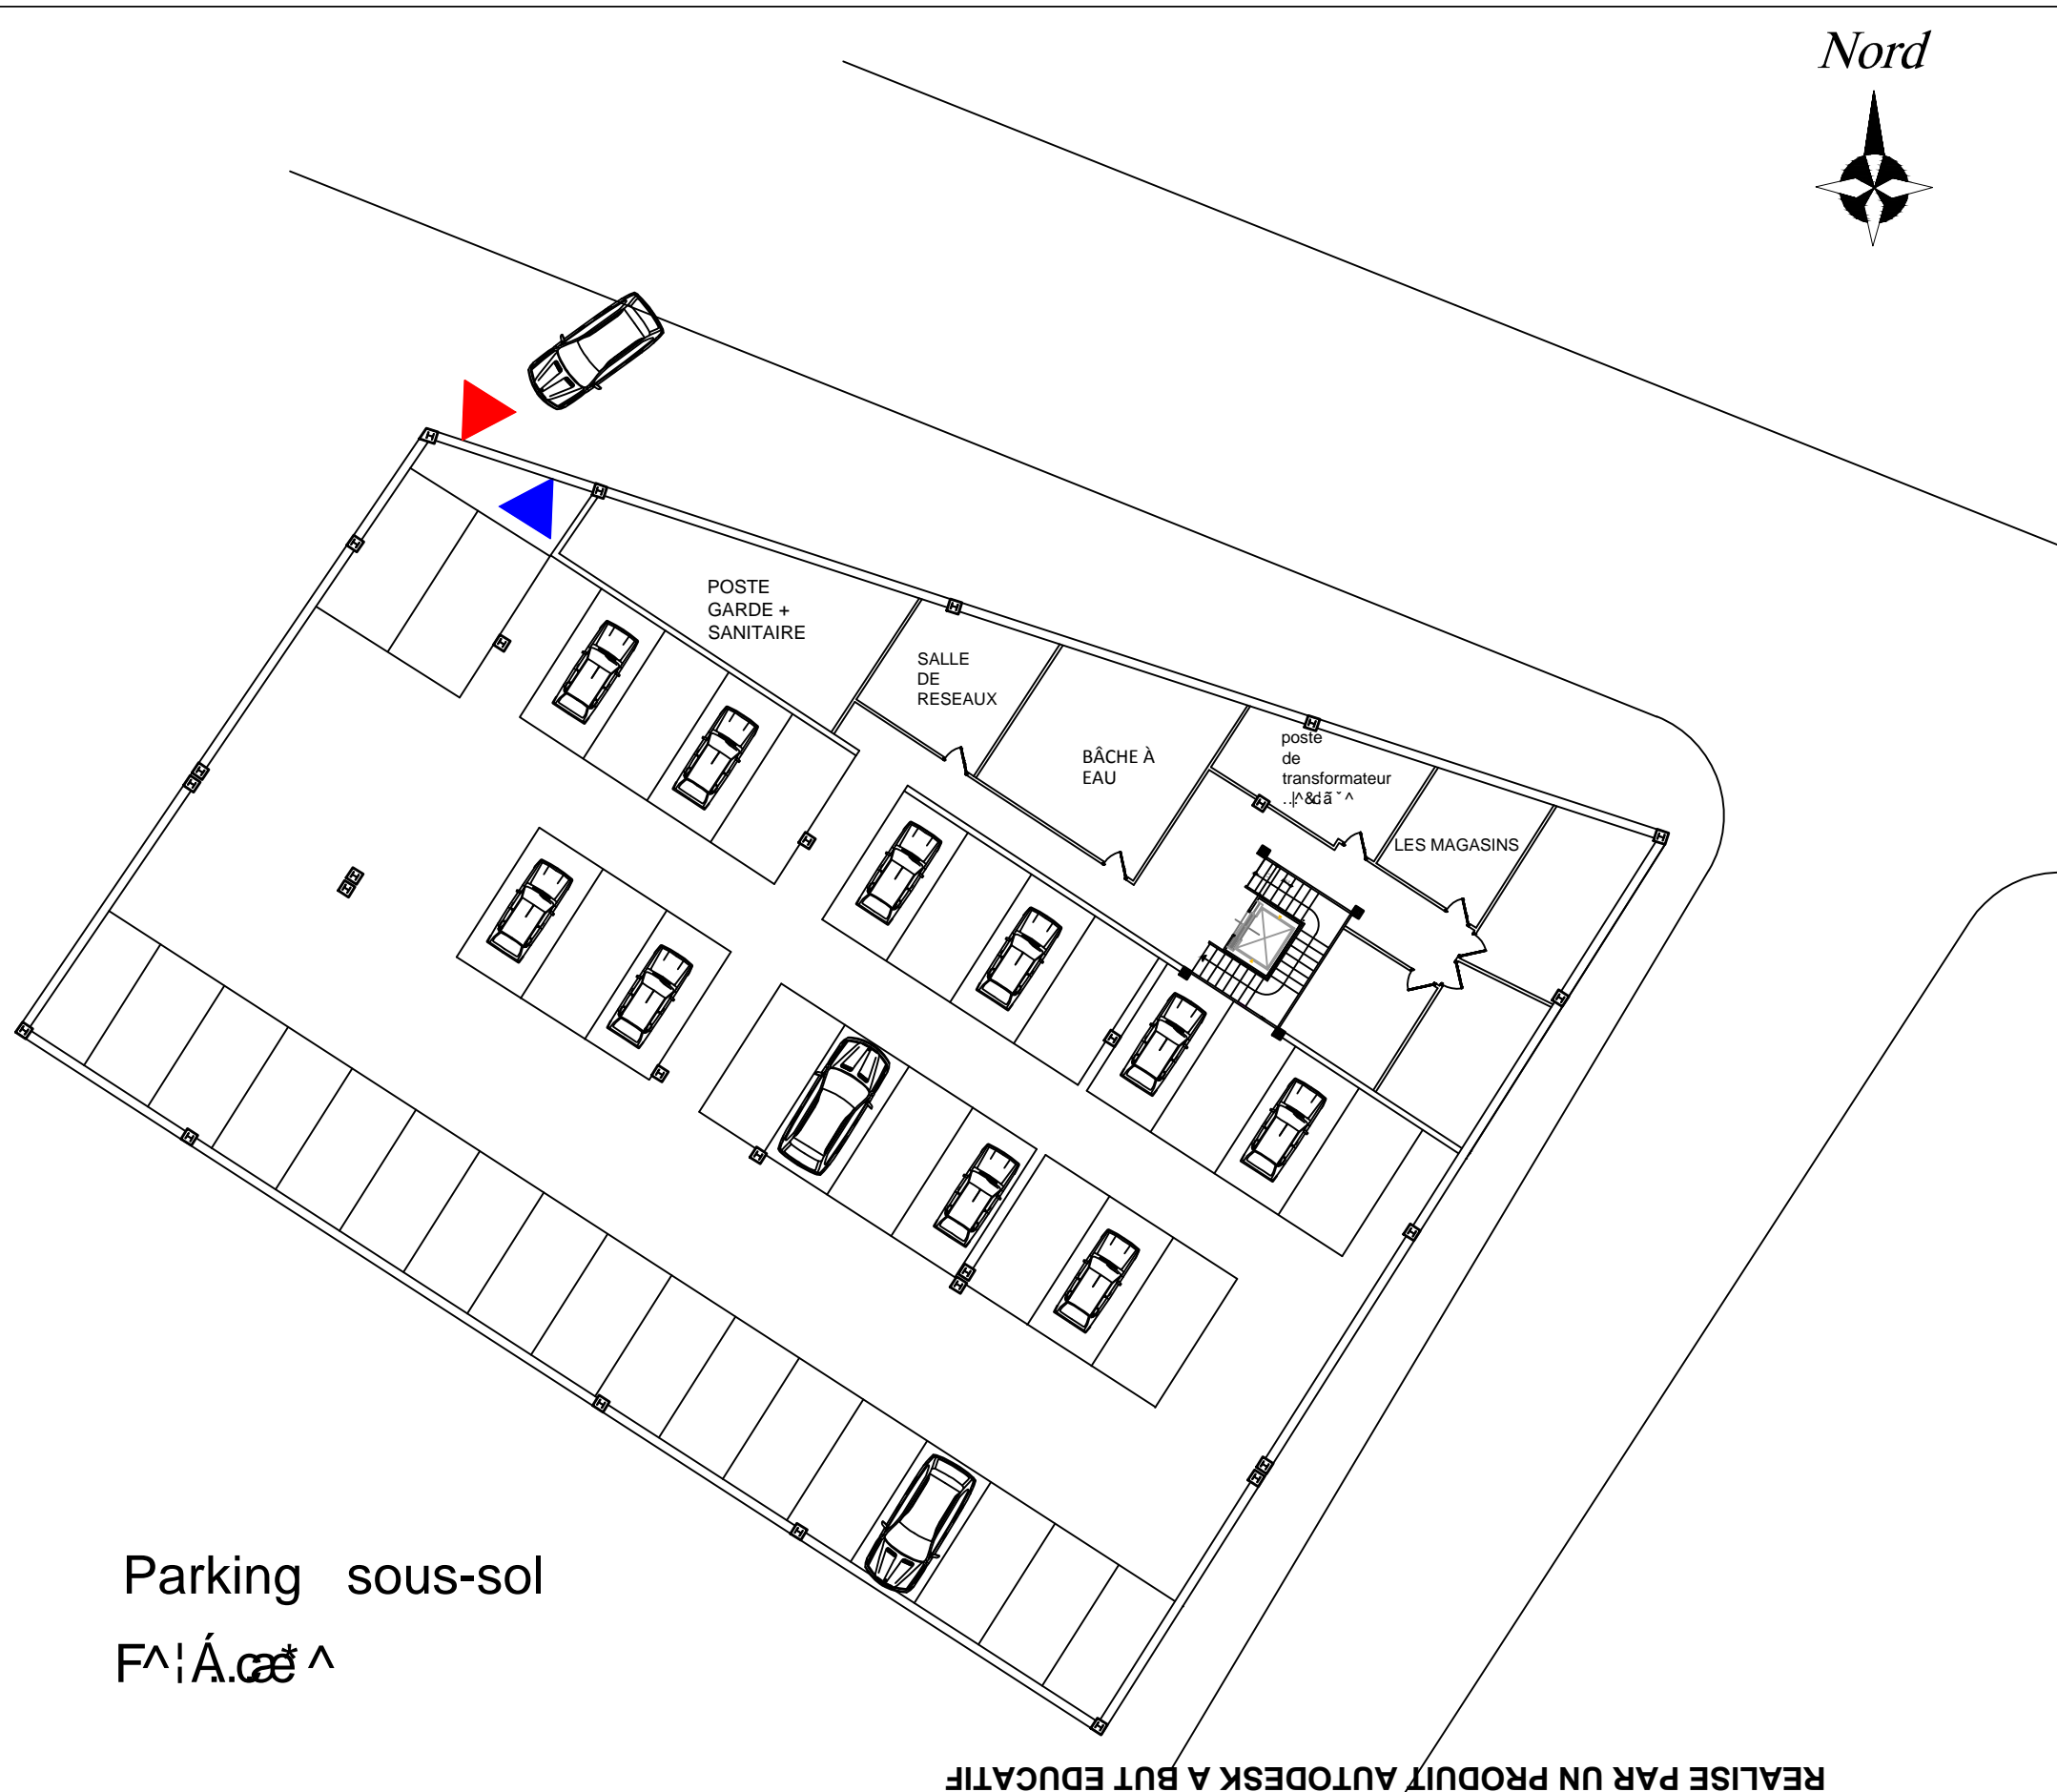 Nord
POSTE
GARDE +
SANITAIRE
SALLE
DE
RESEAUX
BÂCHE À
EAU
poste
de
transformateur
LES MAGASINS
Parking sous-sol
REALISE PAR UN PRODUIT AUTODESK A BUT EDUCATIF